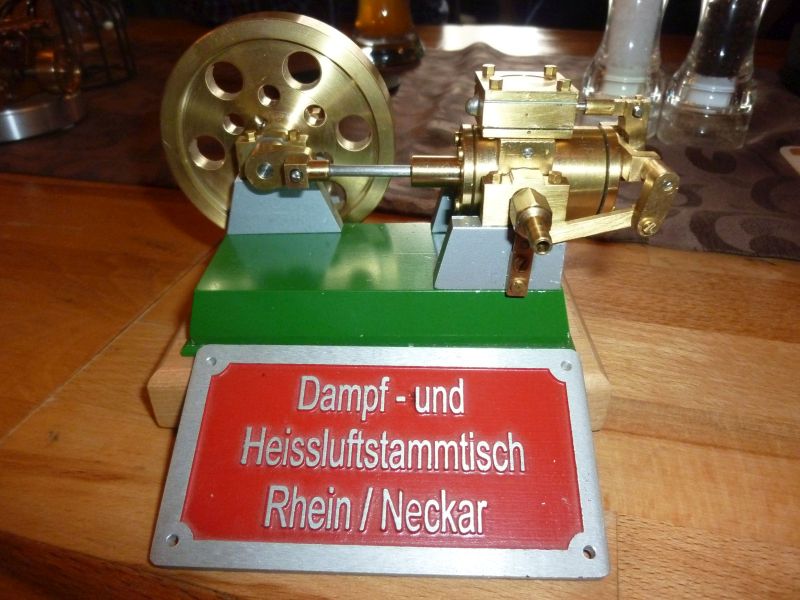 Dampf - und
Heissluftstammtisch
Rhein / Neckar